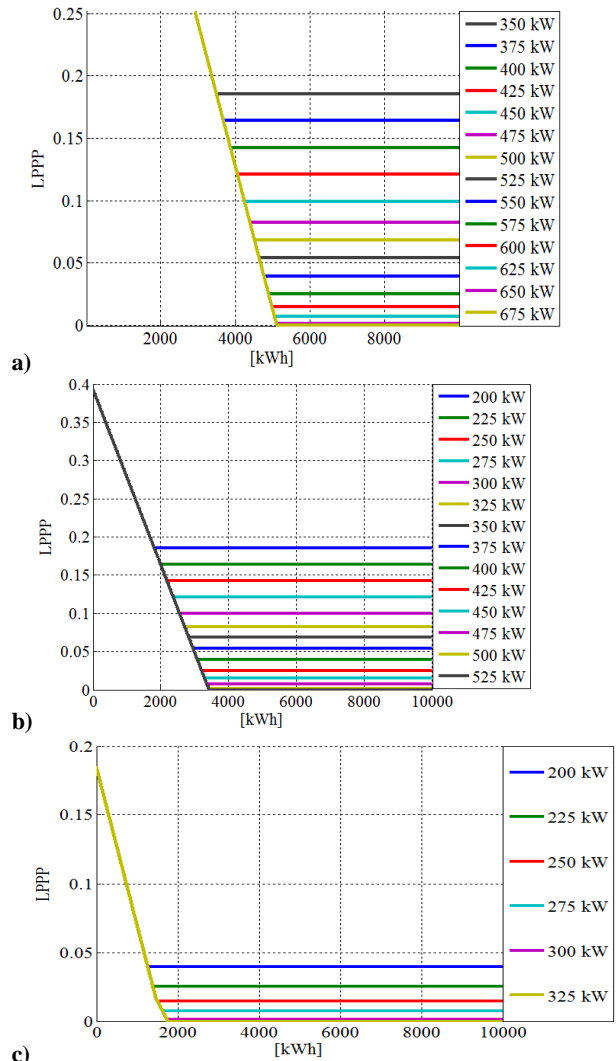 0.25
0.2
0.15
0.1
0.05
0
LPPP
2000 4000 6000 8000
[kWh]
350 kW
375 kW
400 kW
425 kW
450 kW
475 kW
500 kW
525 kW
550 kW
575 kW
600 kW
625 kW
650 kW
675 kW
a)
0.4
0.35
0.3
0.25
0.2
0.15
0.1
0.05
0
LPPP
0 2000 4000 6000 8000 10000
[kWh]
200 kW
225 kW
250 kW
275 kW
300 kW
325 kW
350 kW
375 kW
400 kW
425 kW
450 kW
475 kW
500 kW
525 kW
b)
0.2
0.15
0.1
0.05
0
LPPP
0 2000 4000 6000 8000 10000
[kWh]
200 kW
225 kW
250 kW
275 kW
300 kW
325 kW
c)